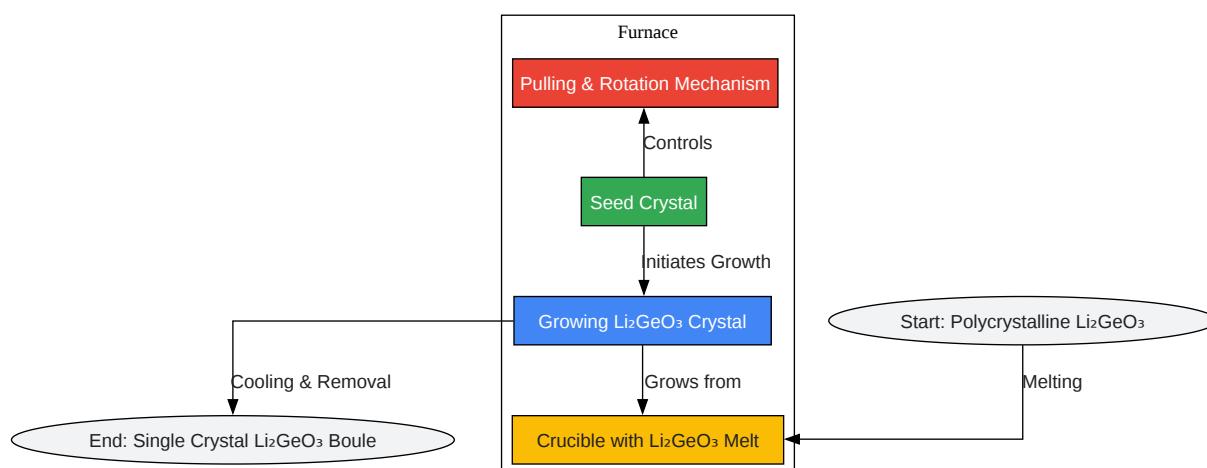 Furnace
Pulling & Rotation Mechanism
Controls
Seed Crystal
Initiates Growth
Growing Li₂GeO₃ Crystal
Start: Polycrystalline Li₂GeO₃
Cooling & Removal
Grows from
Melting
End: Single Crystal Li₂GeO₃ Boule
Crucible with Li₂GeO₃ Melt